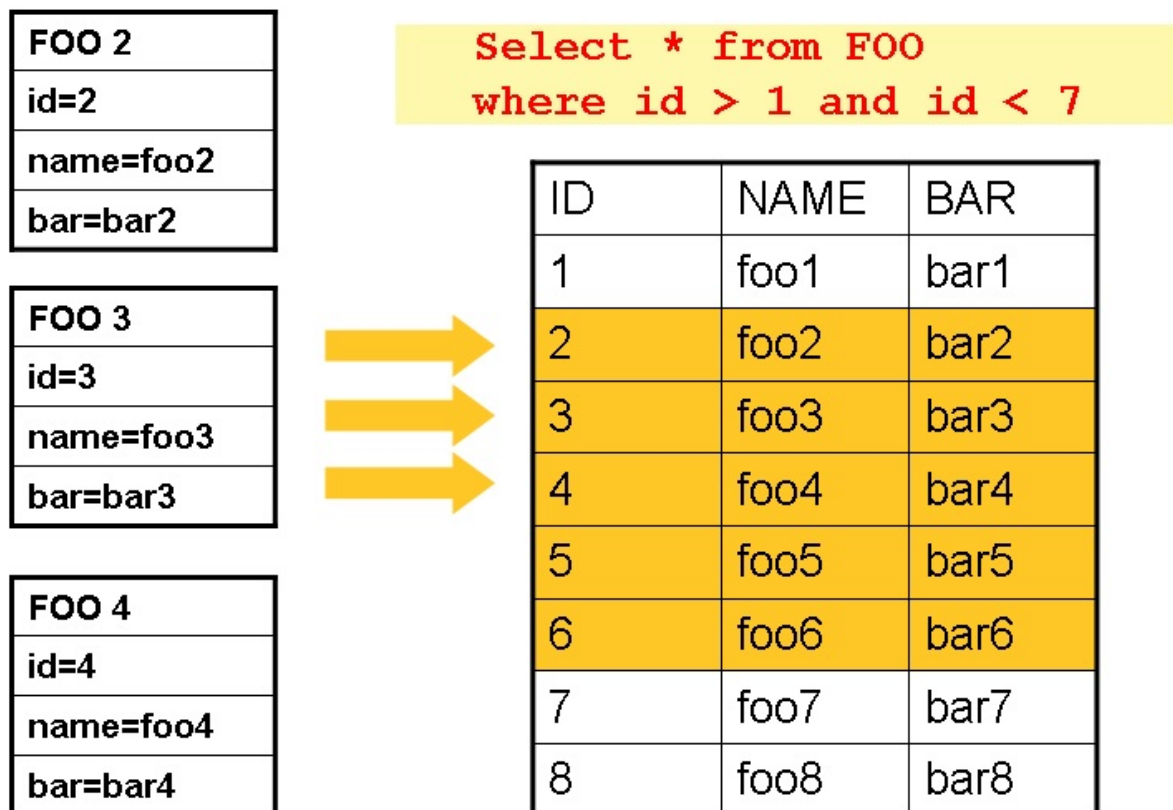 FOO 2
id=2
name=foo2
bar=bar2
FOO 3
id=3
name=foo3
bar=bar3
FOO 4
id=4
name=foo4
bar=bar4
Select * from FOO
where id > 1 and id < 7
ID NAME BAR
1 foo1 bar1
2 foo2 bar2
3 foo3 bar3
4 foo4 bar4
5 foo5 bar5
6 foo6 bar6
7 foo7 bar7
8 foo8 bar8